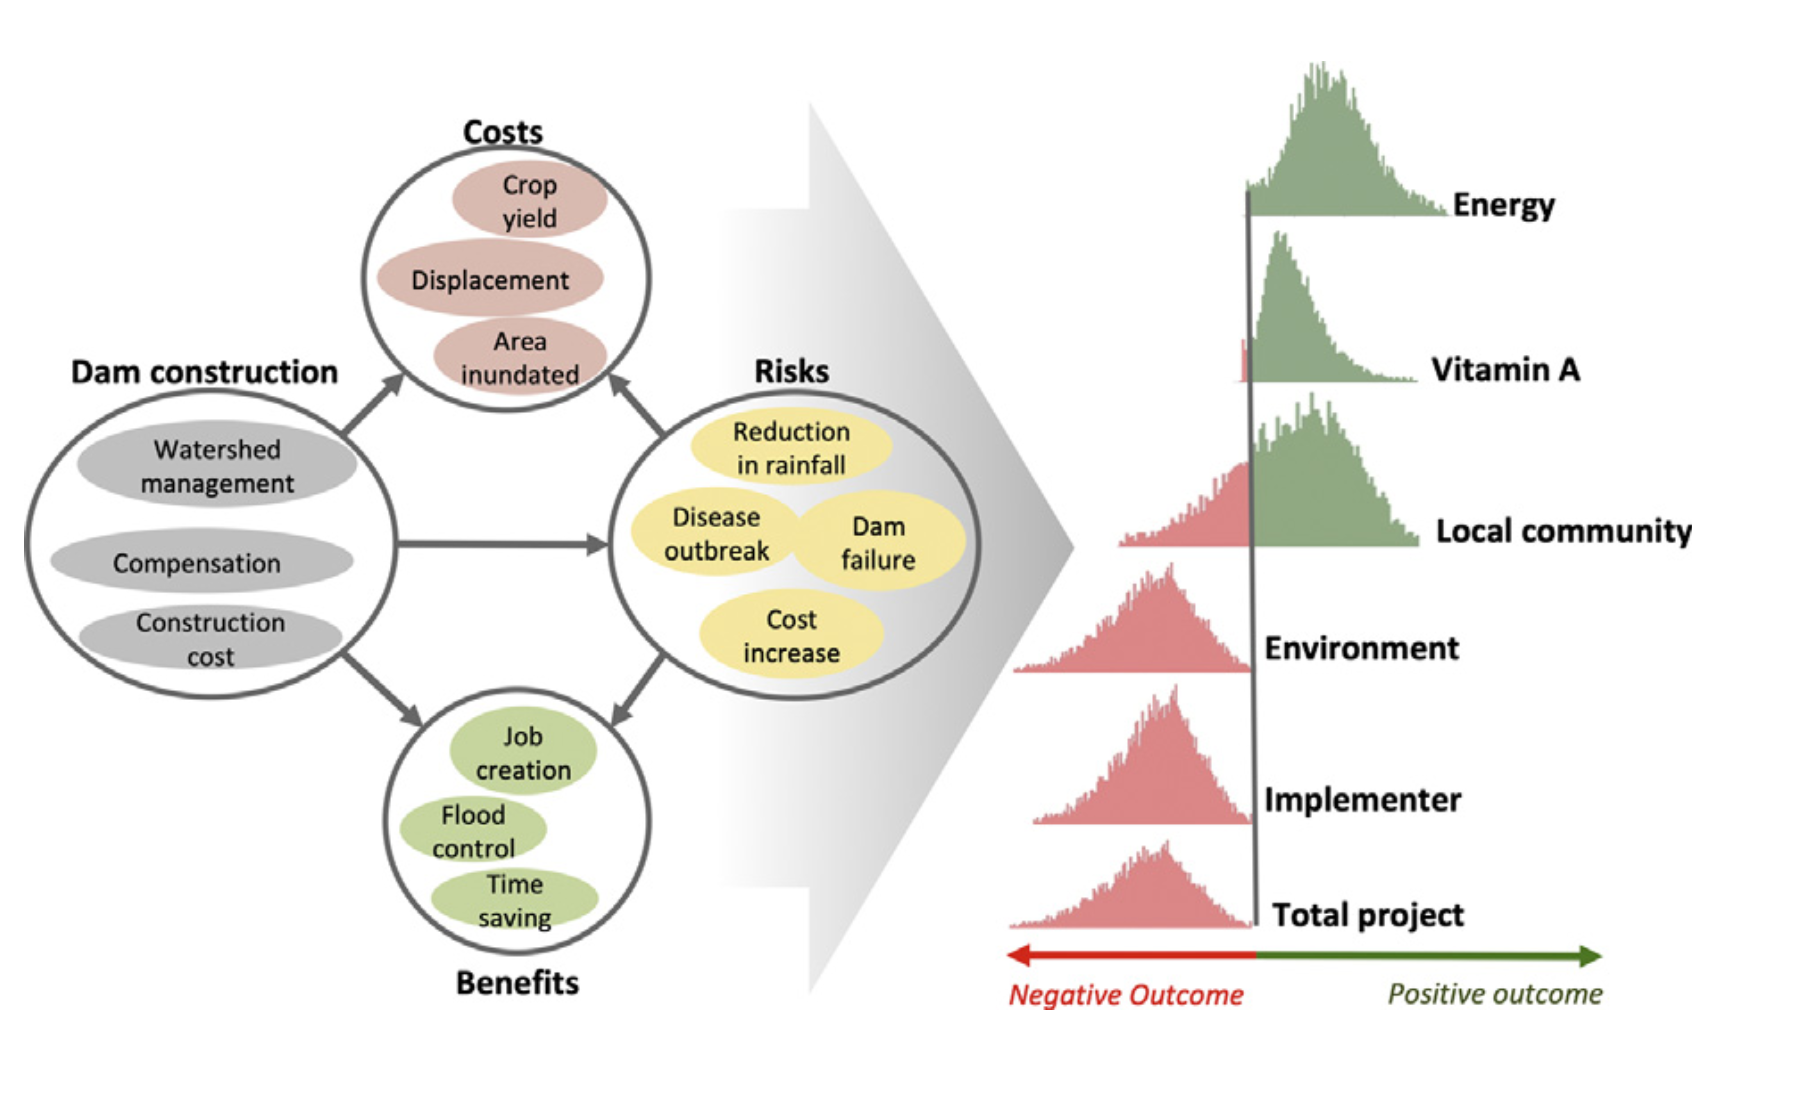 Costs
Crop
yield
Displacement
Area
inundated
Dam construction
Watershed
management
Compensation
Construction
cost
Risks
Reduction
in rainfall
Disease
outbreak
Dam
failure
Cost
increase
Job
creation
Flood
control
Time
saving
Benefits
Energy
Vitamin A
Local community
Environment
Implementer
Total project
Negative Outcome
Positive outcome